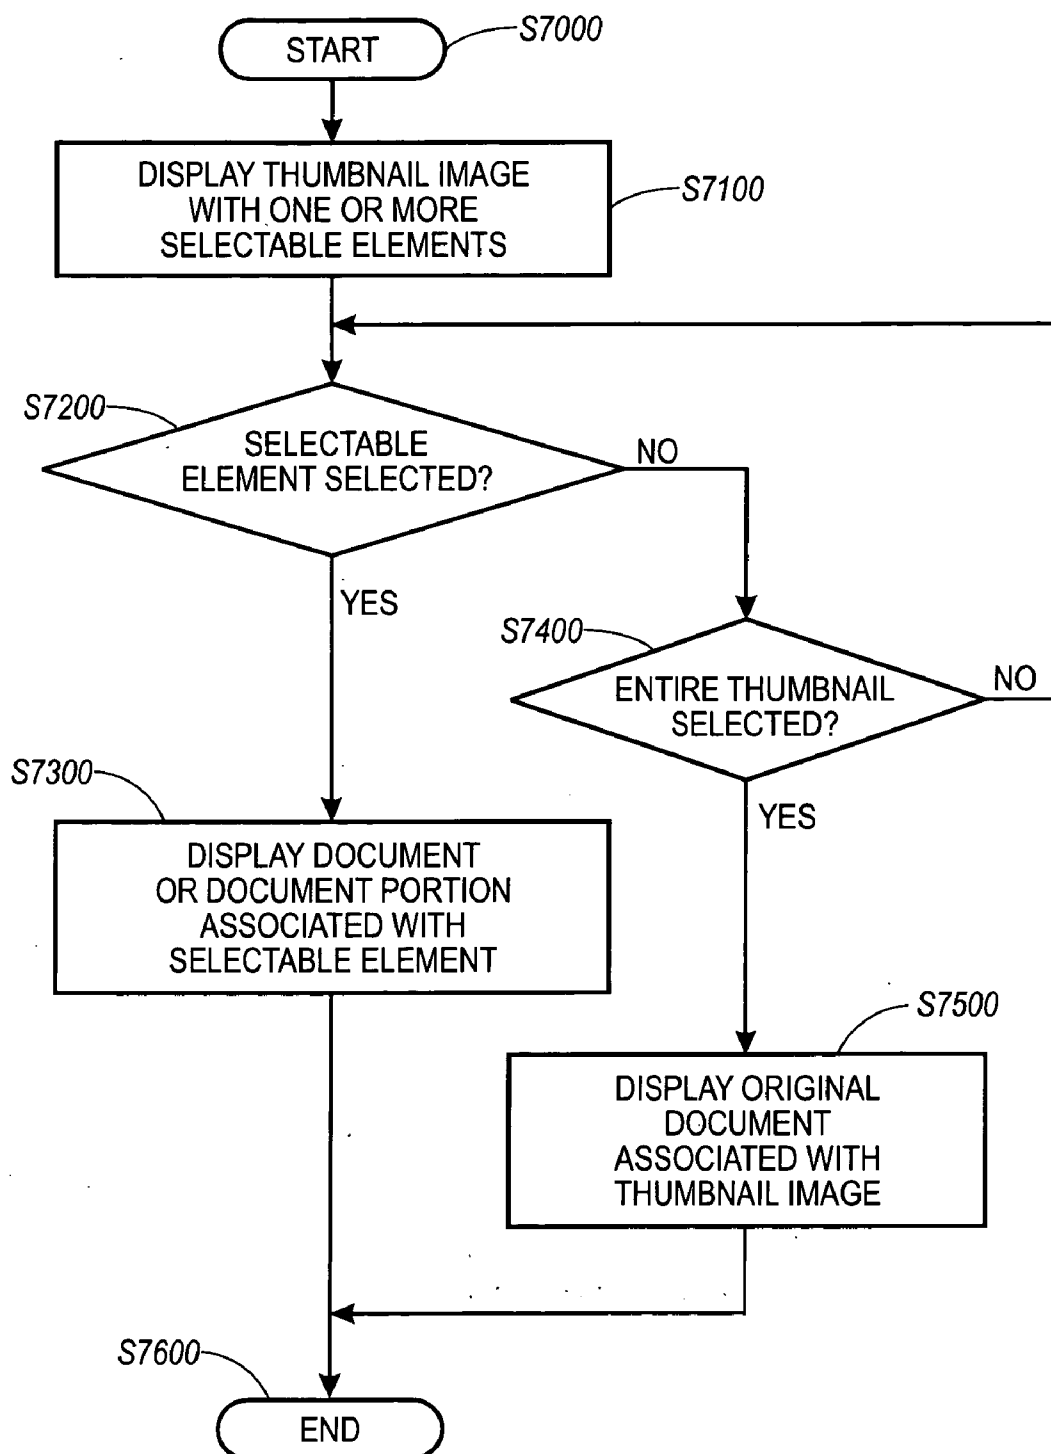 START
S7000
DISPLAY THUMBNAIL IMAGE
WITH ONE OR MORE
SELECTABLE ELEMENTS
S7100
S7200
SELECTABLE
ELEMENT SELECTED?
NO
YES
S7400
ENTIRE THUMBNAIL
SELECTED?
NO
YES
S7300
DISPLAY DOCUMENT
OR DOCUMENT PORTION
ASSOCIATED WITH
SELECTABLE ELEMENT
S7500
DISPLAY ORIGINAL
DOCUMENT
ASSOCIATED WITH
THUMBNAIL IMAGE
S7600
END